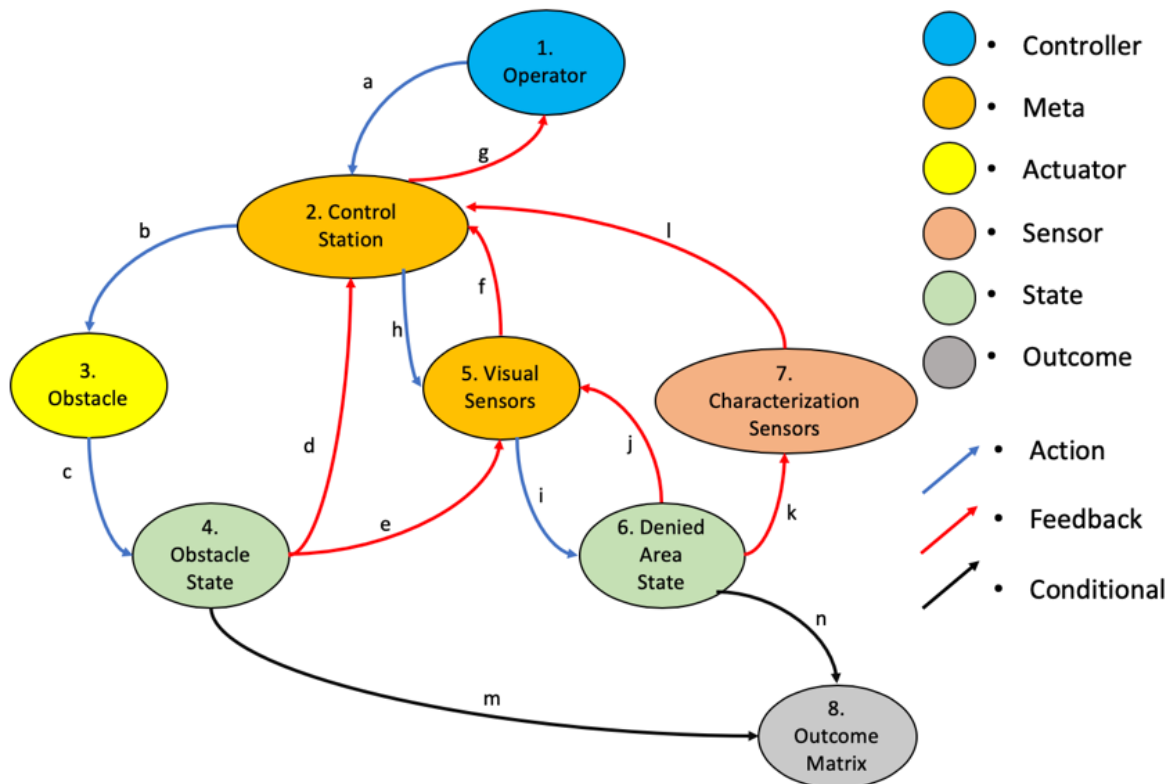 1.
Operator
• Controller
• Meta
• Actuator
• Sensor
• State
• Outcome
a
g
2. Control
Station
l
b
f
h
3.
Obstacle
5. Visual
Sensors
7.
Characterization
Sensors
d
j
c
e
i
k
4.
Obstacle
State
6. Denied
Area
State
• Action
• Feedback
• Conditional
n
m
8.
Outcome
Matrix